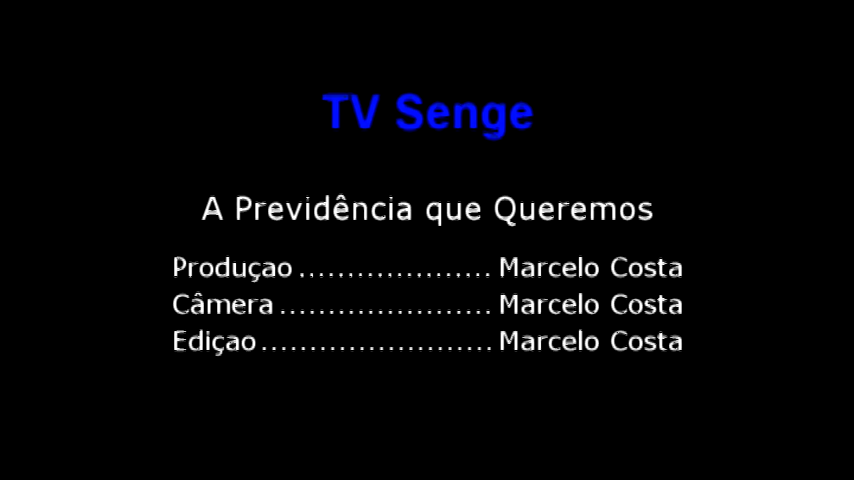 TV Senge
A Previdência que Queremos
Produçao .................... Marcelo Costa
Câmera ...................... Marcelo Costa
Ediçao ........................ Marcelo Costa